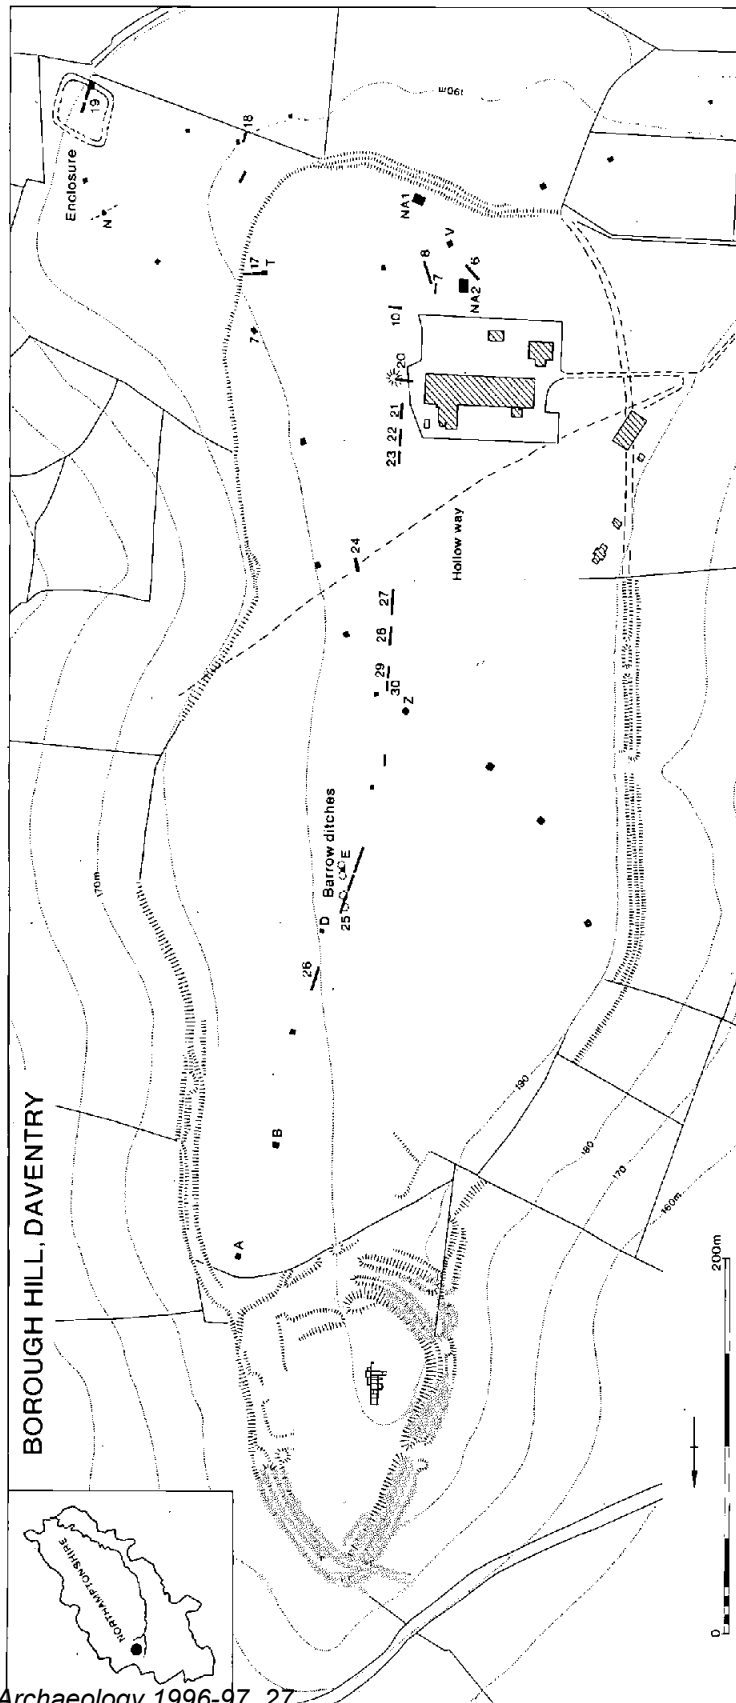 BOROUGH HILL, DAVENTRY
NORTHAMPTONSHIRE
Enclosure
19
N
18
190m
17
T
7
NA1
V
8
7
6
NA2
10
20
21
22
23
24
Hollow way
27
28
29
30
Z
170m
Barrow ditches
E
25
D
26
B
A
190
180
170
160m
0
200m
Archaeology 1996-97, 27